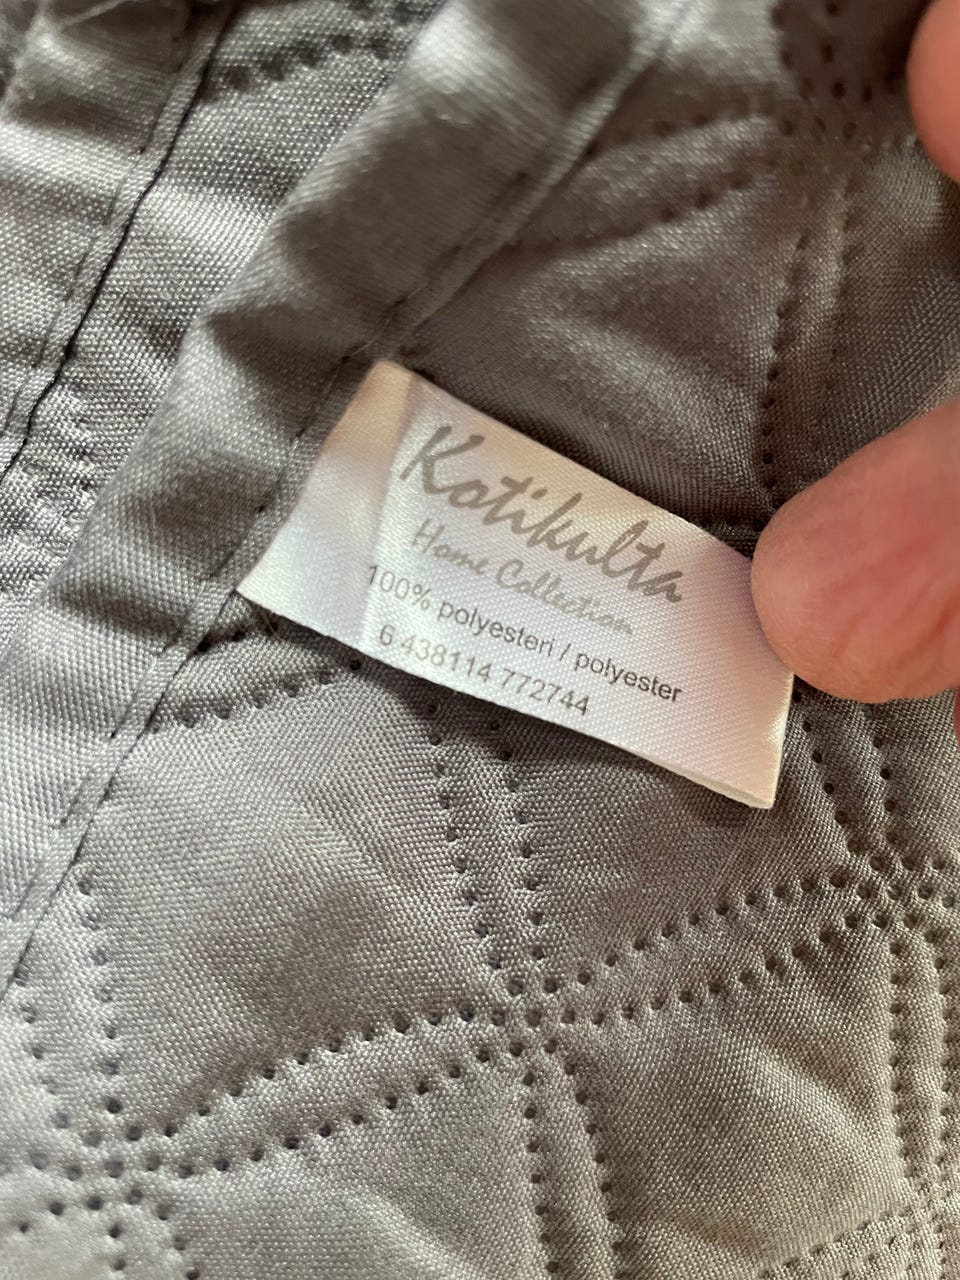 Kotikulta
Home Collection
100% polyesteri / polyester
6 438114 772744